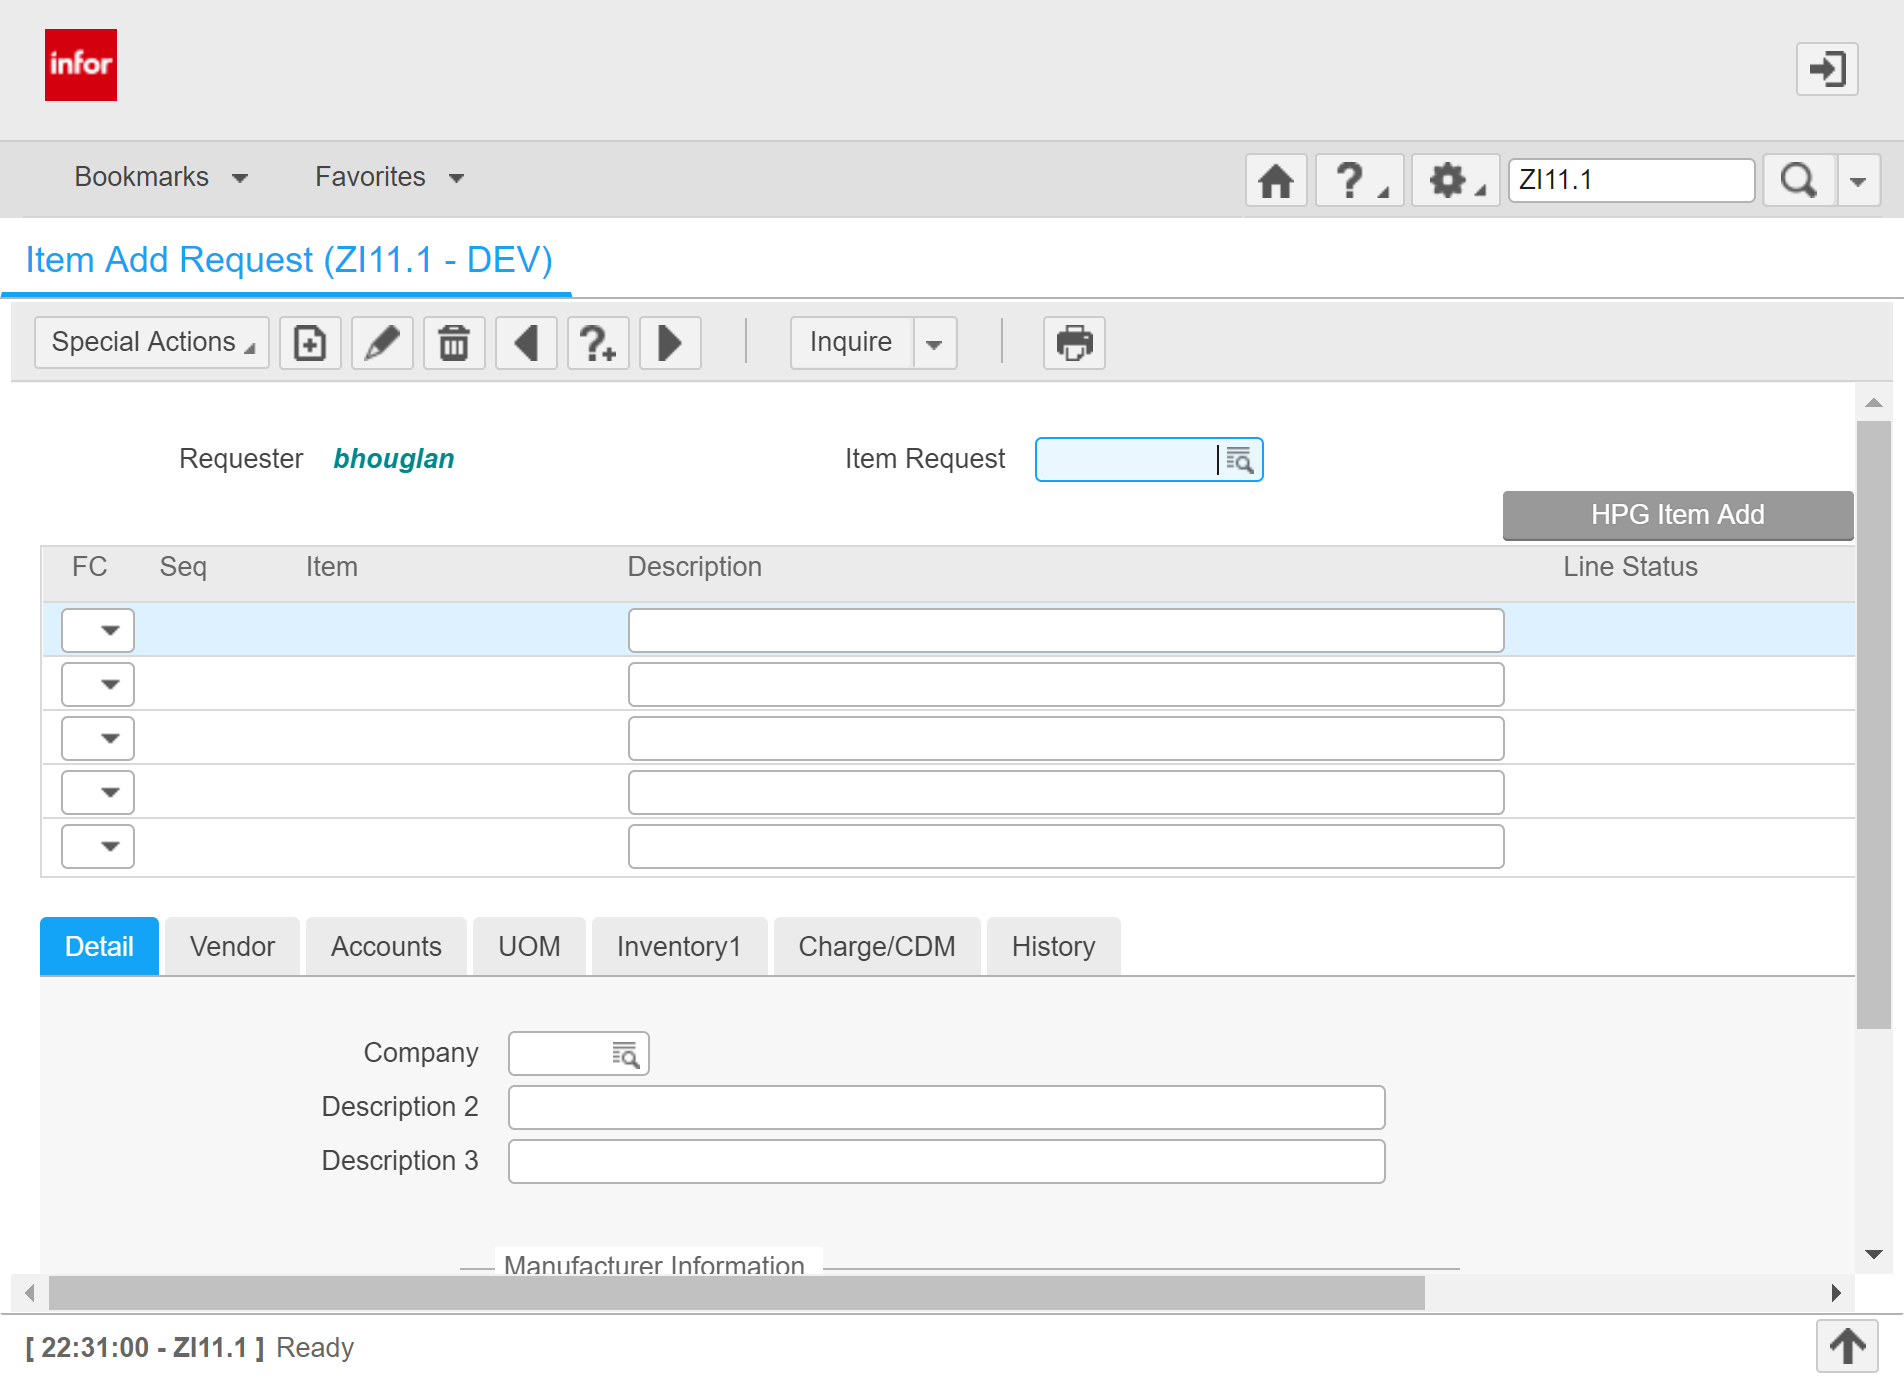 infor
Bookmarks Favorites ZI11.1
Item Add Request (ZI11.1 - DEV)
Special Actions Inquire
Requester bhouglan Item Request
HPG Item Add
FC Seq Item Description Line Status
Detail Vendor Accounts UOM Inventory1 Charge/CDM History
Company
Description 2
Description 3
Manufacturer Information
[ 22:31:00 - ZI11.1 ] Ready